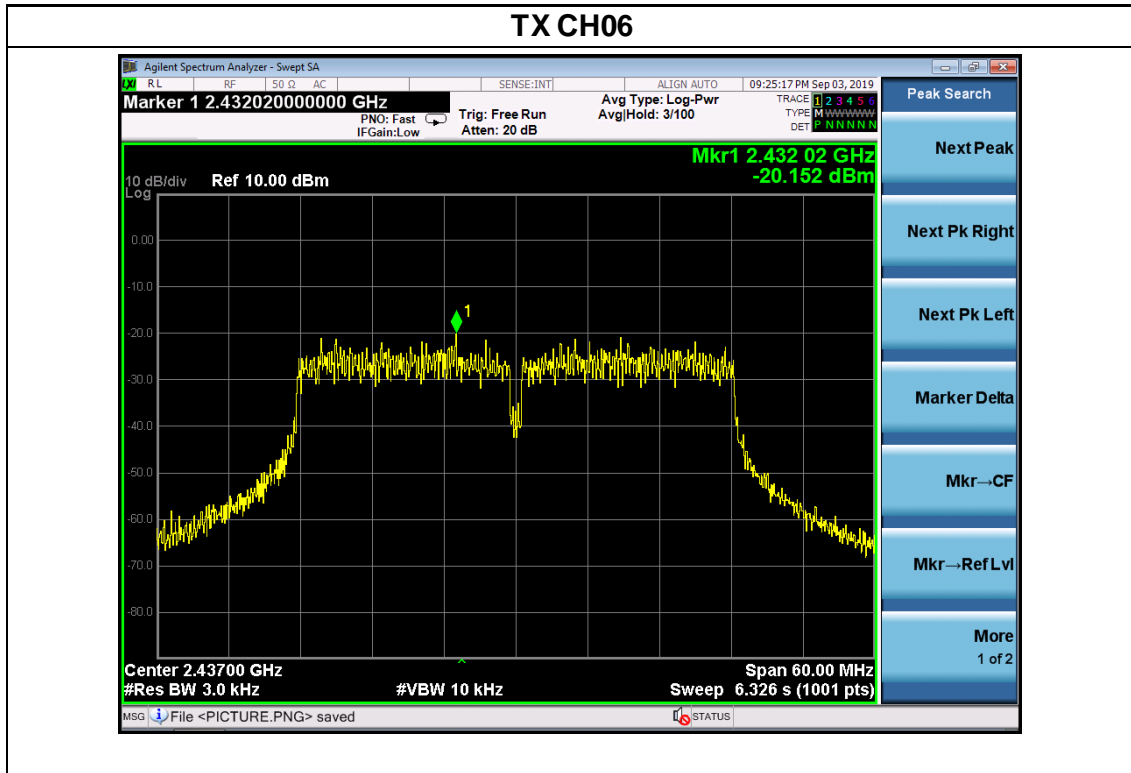 TX CH06
Agilent Spectrum Analyzer - Swept SA
LXI RL RF 50 Ω AC SENSE:INT ALIGN AUTO 09:25:17 PM Sep 03, 2019
Marker 1 2.432020000000 GHz
PNO: Fast
IFGain:Low
Trig: Free Run
Atten: 20 dB
Avg Type: Log-Pwr
Avg|Hold: 3/100
TRACE 1 2 3 4 5 6
TYPE M WWWWW
DET P N N N N N
Mkr1 2.432 02 GHz
-20.152 dBm
10 dB/div Ref 10.00 dBm
Log
0.00
-10.0
-20.0
-30.0
-40.0
-50.0
-60.0
-70.0
-80.0
1
Center 2.43700 GHz Span 60.00 MHz
#Res BW 3.0 kHz #VBW 10 kHz Sweep 6.326 s (1001 pts)
MSG File <PICTURE.PNG> saved STATUS
Peak Search
Next Peak
Next Pk Right
Next Pk Left
Marker Delta
Mkr→CF
Mkr→Ref Lvl
More
1 of 2